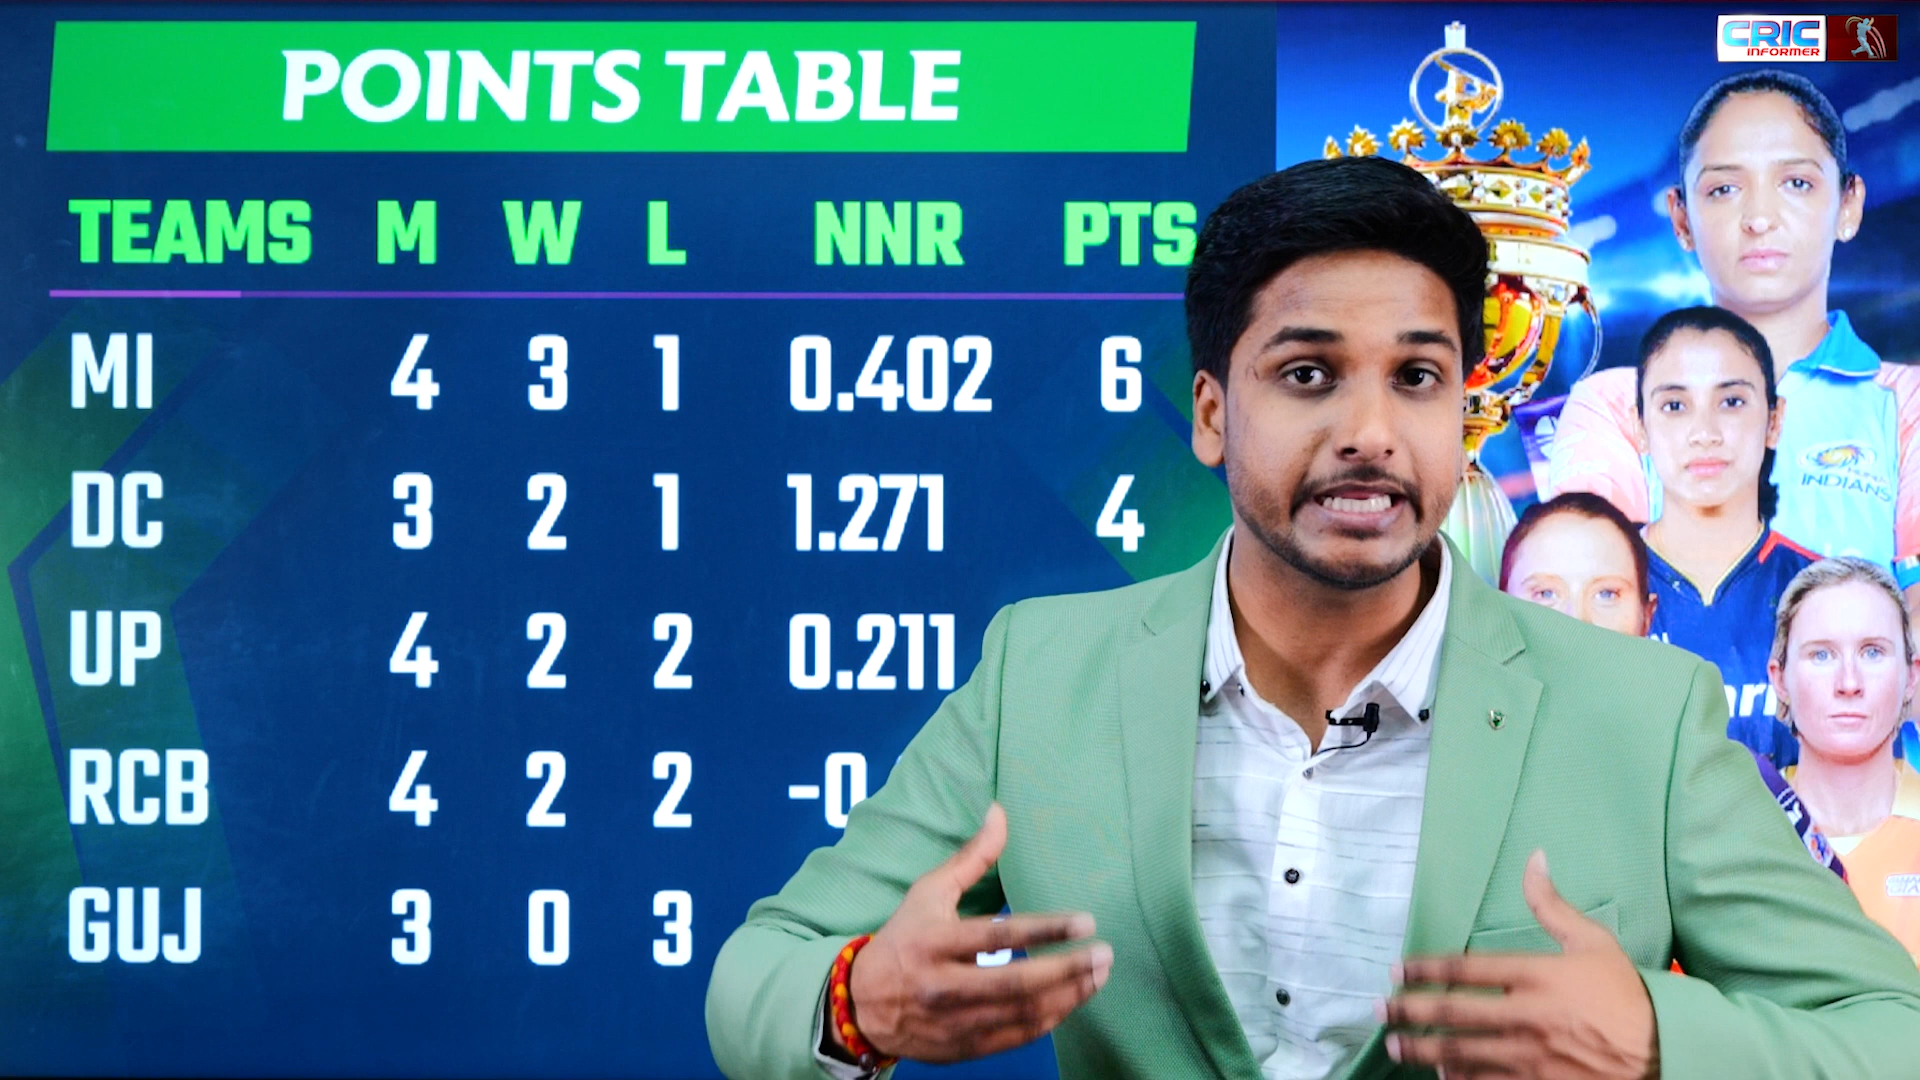 CRIC
INFORMER
POINTS TABLE
TEAMS M W L NNR PTS
MI 4 3 1 0.402 6
DC 3 2 1 1.271 4
UP 4 2 2 0.211
RCB 4 2 2 -0.
GUJ 3 0 3
INDIANS